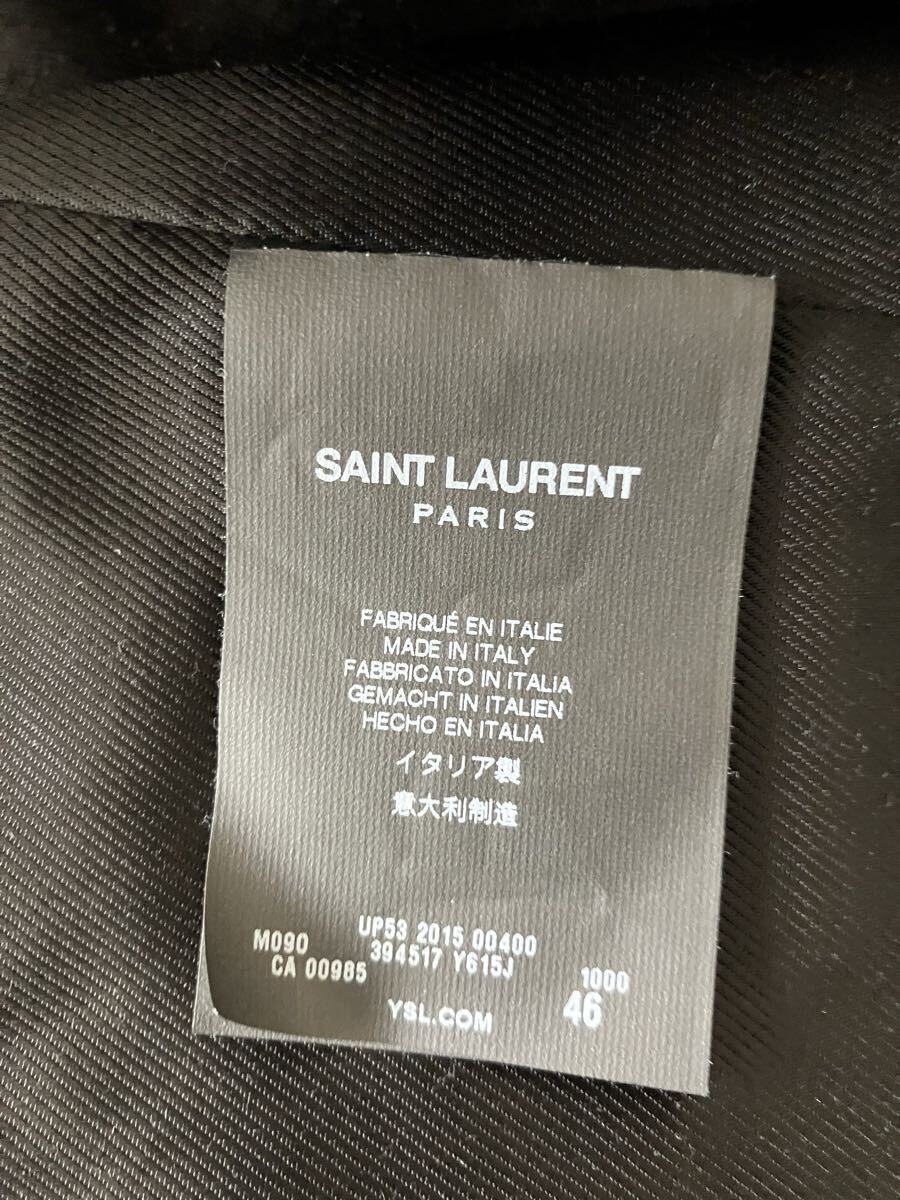 SAINT LAURENT
PARIS
FABRIQUÉ EN ITALIE
MADE IN ITALY
FABBRICATO IN ITALIA
GEMACHT IN ITALIEN
HECHO EN ITALIA
イタリア製
意大利制造
UP53 2015 00400
M090 394517 Y615J
CA 00985 1000
YSL.COM 46